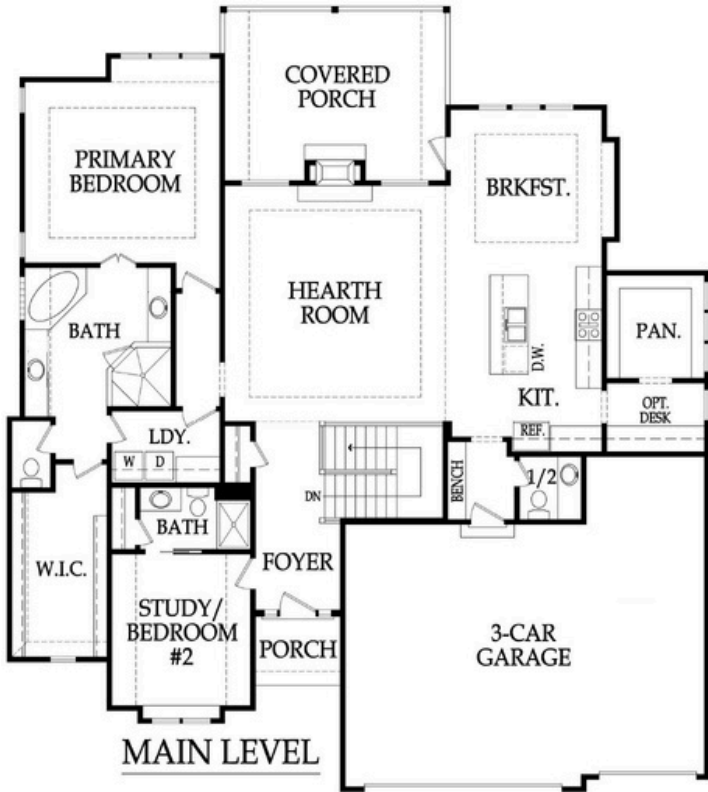 COVERED
PORCH
PRIMARY
BEDROOM
BRKFST.
HEARTH
ROOM
BATH
PAN.
D.W.
KIT.
OPT.
DESK
LDY.
REF.
W
D
BENCH
1/2
DN
BATH
FOYER
W.I.C.
STUDY/
BEDROOM
#2
PORCH
3-CAR
GARAGE
MAIN LEVEL